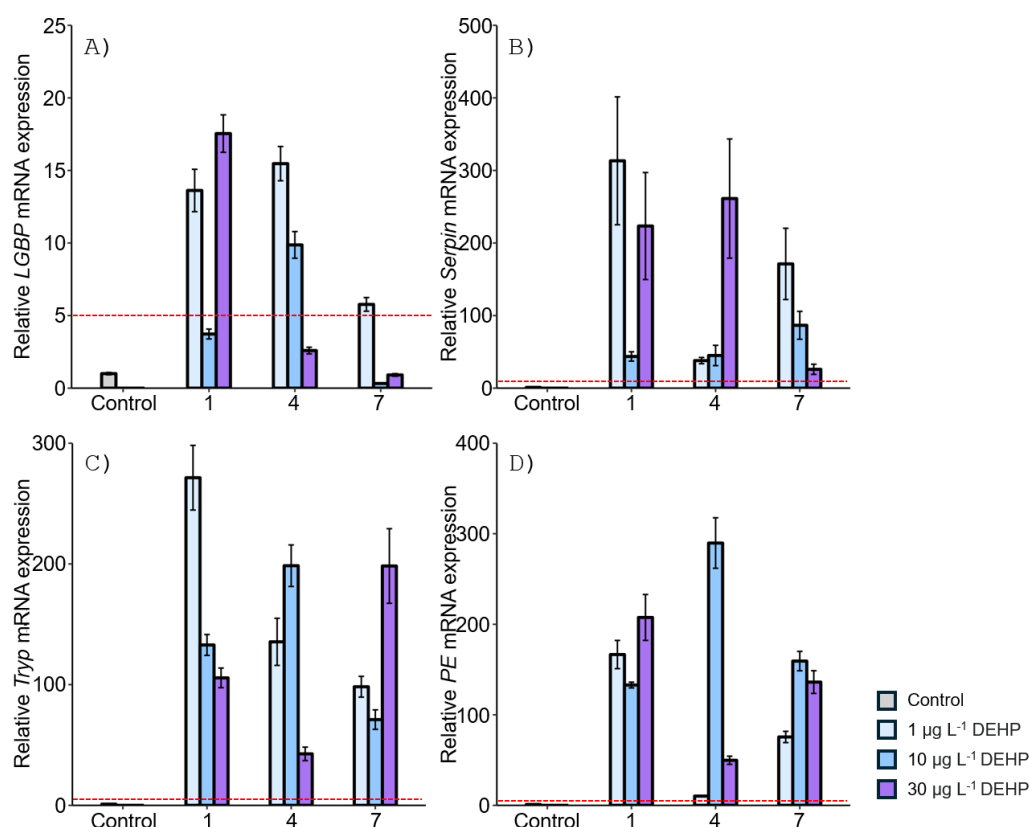 A)
Relative LGBP mRNA expression
25
20
15
10
5
0
Control 1 4 7
B)
Relative Serpin mRNA expression
500
400
300
200
100
0
Control 1 4 7
C)
Relative Tryp mRNA expression
300
200
100
0
Control 1 4 7
D)
Relative PE mRNA expression
400
300
200
100
0
Control 1 4 7
Control
1 µg L⁻¹ DEHP
10 µg L⁻¹ DEHP
30 µg L⁻¹ DEHP